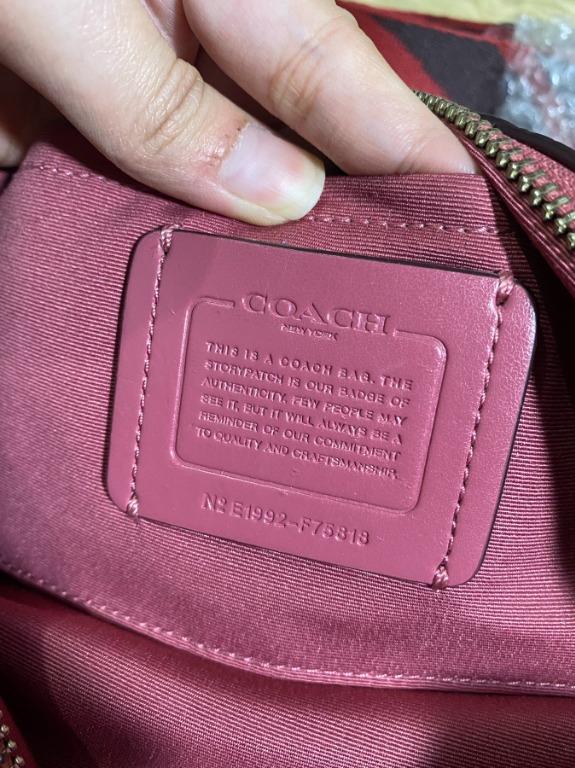 COACH
NEW YORK
THIS IS A COACH BAG. THE
STORYPATCH IS OUR BADGE OF
AUTHENTICITY, FEW PEOPLE MAY
SEE IT, BUT IT WILL ALWAYS BE A
REMINDER OF OUR COMMITMENT
TO QUALITY AND CRAFTSMANSHIP.
Nº E1992-F75818